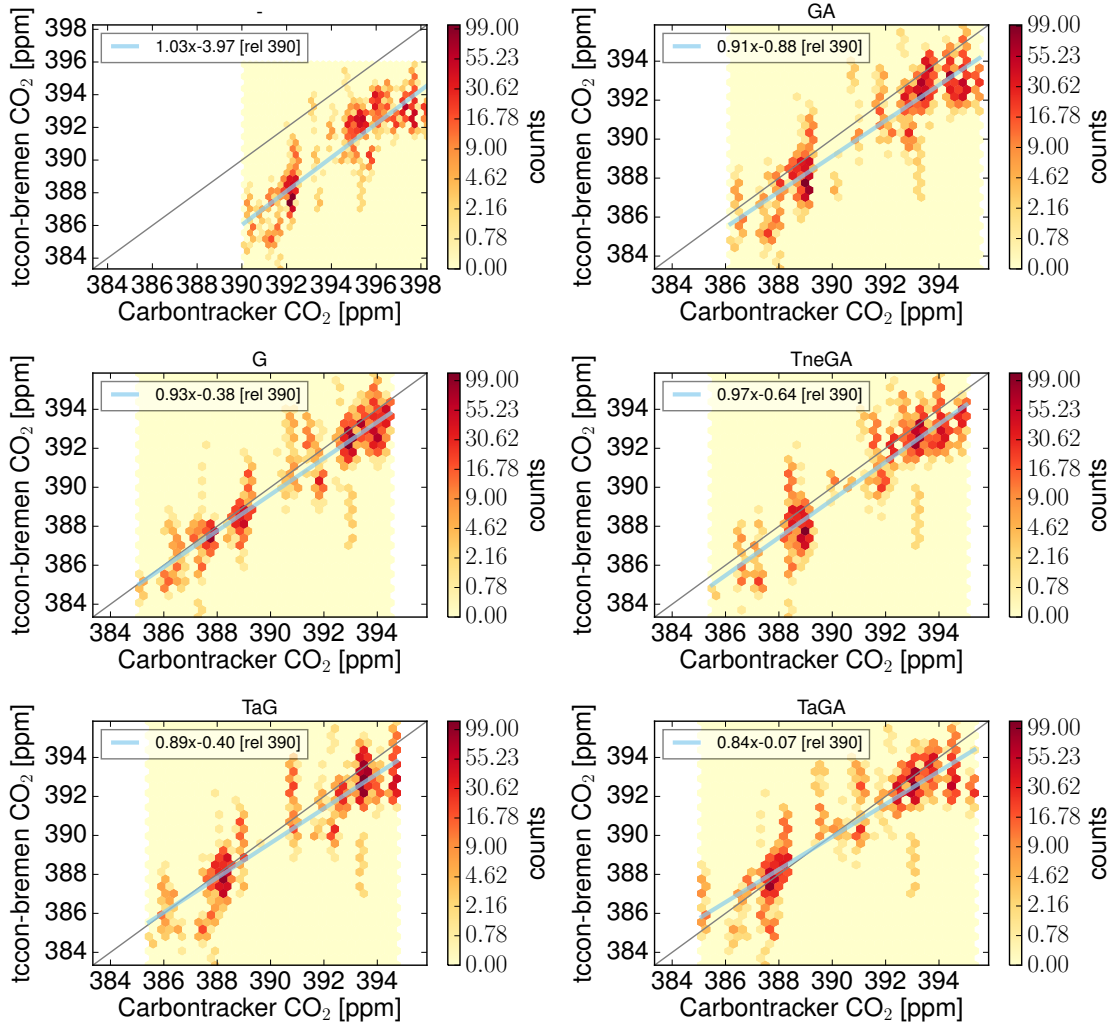 -
398
396
394
392
390
388
386
384
tccon-bremen CO₂ [ppm]
1.03x-3.97 [rel 390]
384 386 388 390 392 394 396 398
Carbontracker CO₂ [ppm]
99.00
55.23
30.60
16.78
9.00
4.62
2.16
0.78
0.00
counts
GA
394
392
390
388
386
384
tccon-bremen CO₂ [ppm]
0.91x-0.88 [rel 390]
384 386 388 390 392 394
Carbontracker CO₂ [ppm]
99.00
55.23
30.60
16.78
9.00
4.62
2.16
0.78
0.00
counts
G
394
392
390
388
386
384
tccon-bremen CO₂ [ppm]
0.93x-0.38 [rel 390]
384 386 388 390 392 394
Carbontracker CO₂ [ppm]
99.00
55.23
30.60
16.78
9.00
4.62
2.16
0.78
0.00
counts
TneGA
394
392
390
388
386
384
tccon-bremen CO₂ [ppm]
0.97x-0.64 [rel 390]
384 386 388 390 392 394
Carbontracker CO₂ [ppm]
99.00
55.23
30.60
16.78
9.00
4.62
2.16
0.78
0.00
counts
TaG
394
392
390
388
386
384
tccon-bremen CO₂ [ppm]
0.89x-0.40 [rel 390]
384 386 388 390 392 394
Carbontracker CO₂ [ppm]
99.00
55.23
30.60
16.78
9.00
4.62
2.16
0.78
0.00
counts
TaGA
394
392
390
388
386
384
tccon-bremen CO₂ [ppm]
0.84x-0.07 [rel 390]
384 386 388 390 392 394
Carbontracker CO₂ [ppm]
99.00
55.23
30.60
16.78
9.00
4.62
2.16
0.78
0.00
counts